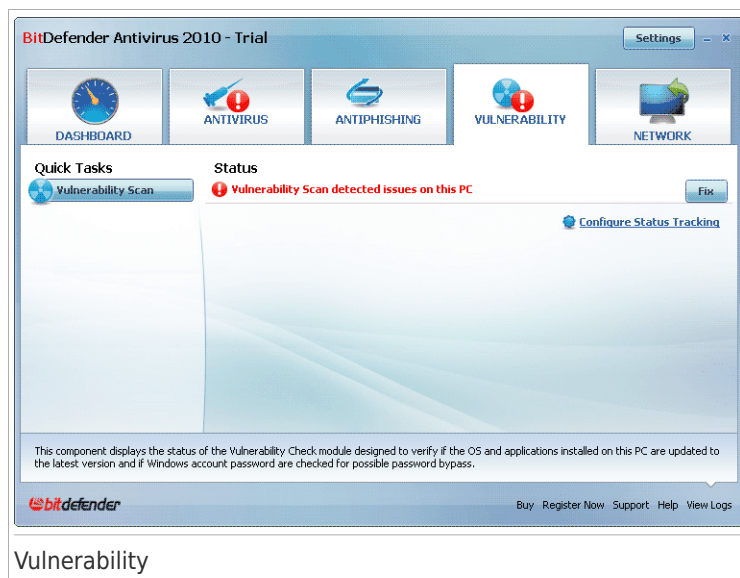 BitDefender Antivirus 2010 - Trial
Settings
DASHBOARD
ANTIVIRUS
ANTIPHISHING
VULNERABILITY
NETWORK
Quick Tasks
Vulnerability Scan
Status
Vulnerability Scan detected issues on this PC
Fix
Configure Status Tracking
This component displays the status of the Vulnerability Check module designed to verify if the OS and applications installed on this PC are updated to
the latest version and if Windows account password are checked for possible password bypass.
bitdefender
Buy Register Now Support Help View Logs
Vulnerability